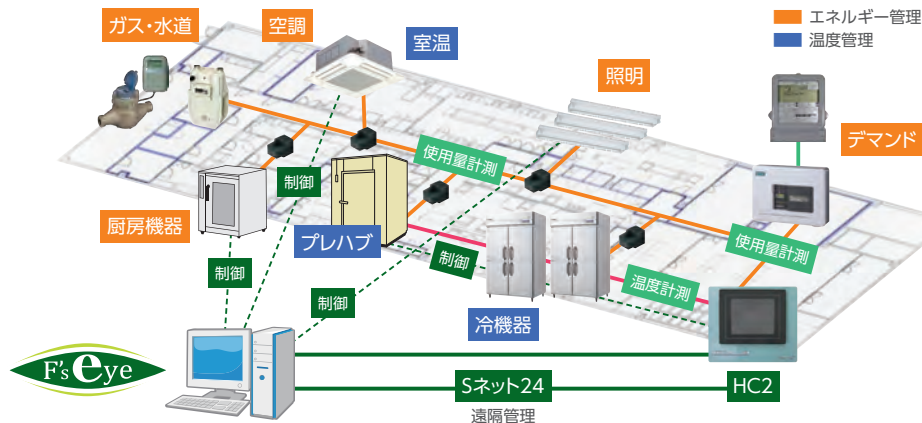 ガス・水道
空調
室温
照明
エネルギー管理
温度管理
デマンド
使用量計測
制御
厨房機器
プレハブ
使用量計測
制御
制御
制御
温度計測
冷機器
F's eye
Sネット24
HC2
遠隔管理